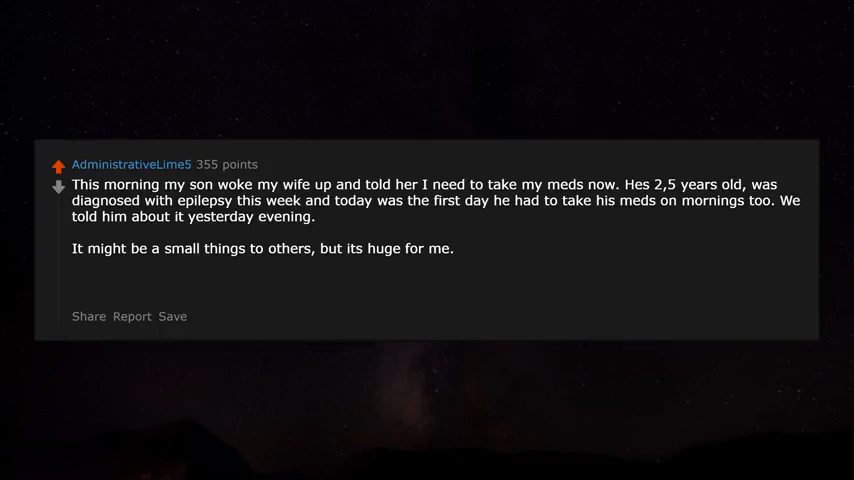 AdministrativeLime5 355 points
This morning my son woke my wife up and told her I need to take my meds now. Hes 2,5 years old, was
diagnosed with epilepsy this week and today was the first day he had to take his meds on mornings too. We
told him about it yesterday evening.
It might be a small things to others, but its huge for me.
Share Report Save